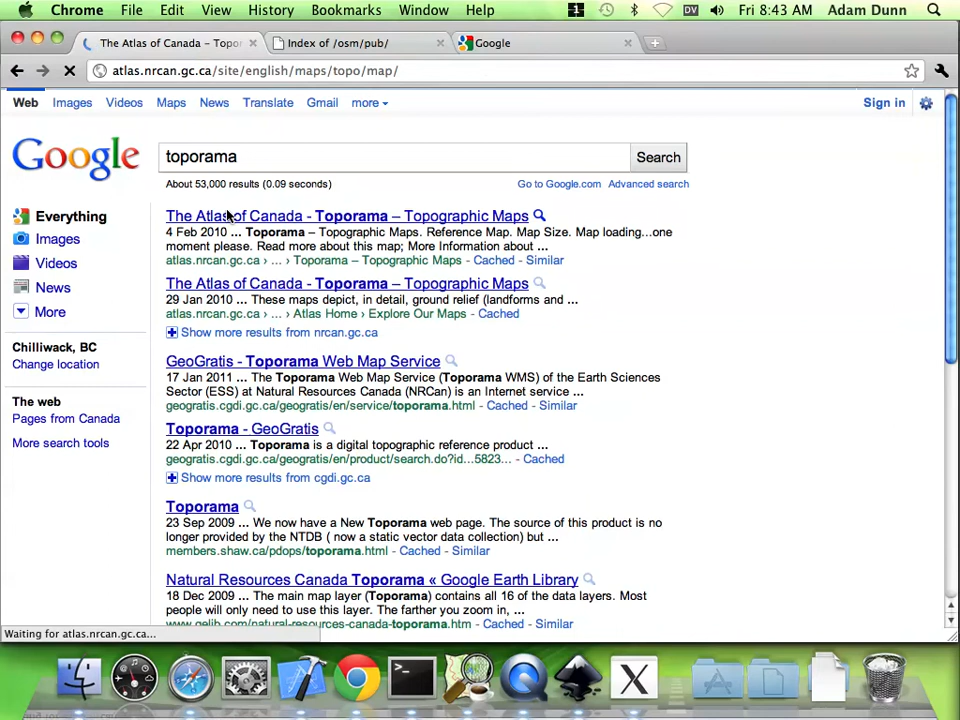 Chrome File Edit View History Bookmarks Window Help 1 DV Fri 8:43 AM Adam Dunn
The Atlas of Canada – Topor
Index of /osm/pub/
Google
atlas.nrcan.gc.ca/site/english/maps/topo/map/
Web Images Videos Maps News Translate Gmail more Sign in
Google
toporama
Search
About 53,000 results (0.09 seconds)
Go to Google.com Advanced search
Everything
Images
Videos
News
More
Chilliwack, BC
Change location
The web
Pages from Canada
More search tools
The Atlas of Canada - Toporama – Topographic Maps
4 Feb 2010 ... Toporama – Topographic Maps. Reference Map. Map Size. Map loading...one
moment please. Read more about this map; More Information about ...
atlas.nrcan.gc.ca › ... › Toporama – Topographic Maps - Cached - Similar
The Atlas of Canada - Toporama – Topographic Maps
29 Jan 2010 ... These maps depict, in detail, ground relief (landforms and ...
atlas.nrcan.gc.ca › ... › Atlas Home › Explore Our Maps - Cached
Show more results from nrcan.gc.ca
GeoGratis - Toporama Web Map Service
17 Jan 2011 ... The Toporama Web Map Service (Toporama WMS) of the Earth Sciences
Sector (ESS) at Natural Resources Canada (NRCan) is an Internet service ...
geogratis.cgdi.gc.ca/geogratis/en/service/toporama.html - Cached - Similar
Toporama - GeoGratis
22 Apr 2010 ... Toporama is a digital topographic reference product ...
geogratis.cgdi.gc.ca/geogratis/en/product/search.do?id...5823... - Cached
Show more results from cgdi.gc.ca
Toporama
23 Sep 2009 ... We now have a New Toporama web page. The source of this product is no
longer provided by the NTDB ( now a static vector data collection) but ...
members.shaw.ca/pdops/toporama.html - Cached - Similar
Natural Resources Canada Toporama « Google Earth Library
18 Dec 2009 ... The main map layer (Toporama) contains all 16 of the data layers. Most
people will only need to use this layer. The farther you zoom in, ...
www.gelib.com/natural-resources-canada-toporama.htm - Cached - Similar
Waiting for atlas.nrcan.gc.ca...